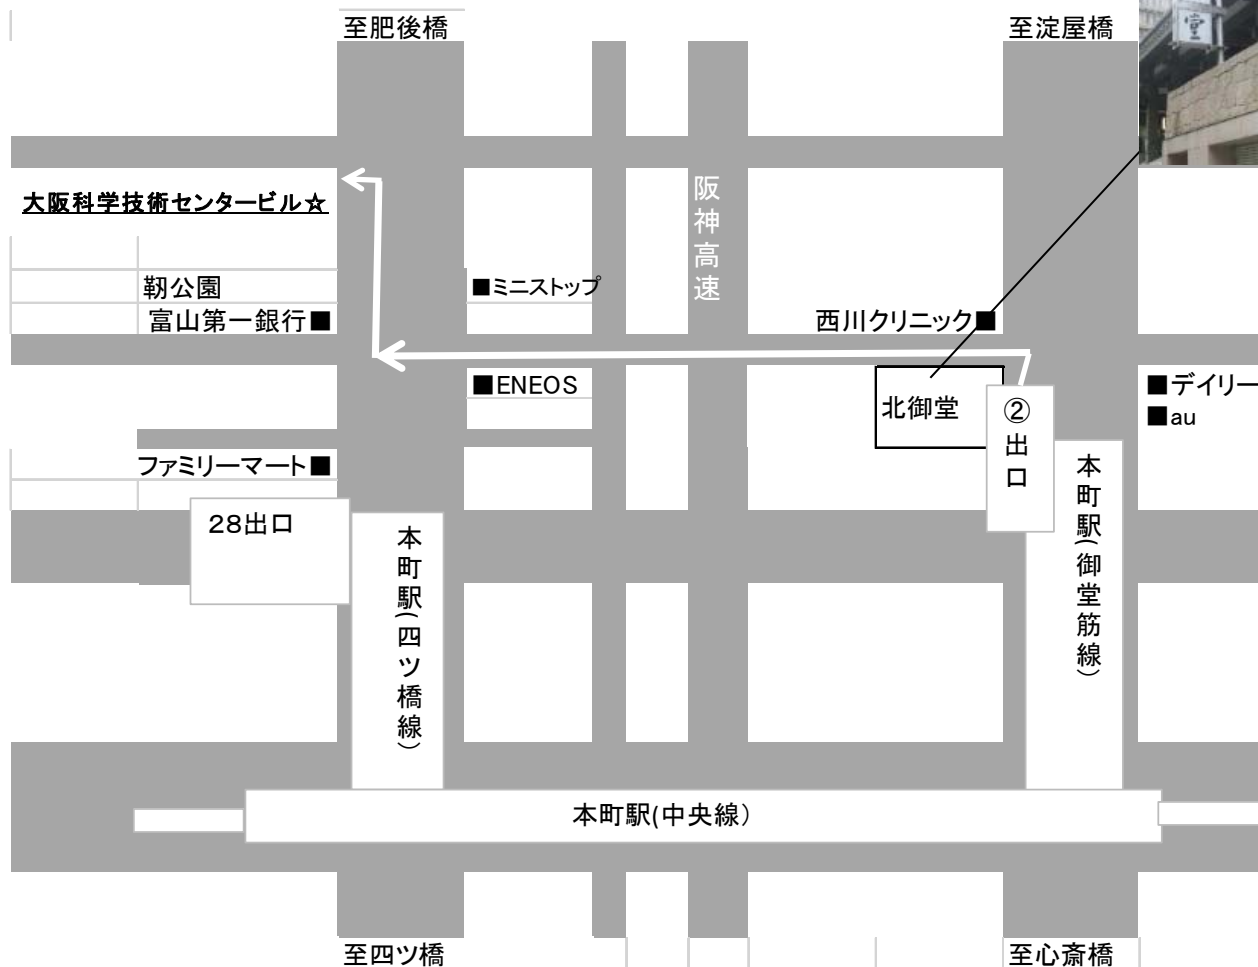 至肥後橋
至淀屋橋
堂
大阪科学技術センタービル☆
阪神高速
靭公園
■ミニストップ
富山第一銀行■
西川クリニック■
■ENEOS
北御堂
②出口
■デイリー
■au
ファミリーマート■
28出口
本町駅(四ツ橋線)
本町駅(御堂筋線)
本町駅(中央線)
至四ツ橋
至心斎橋